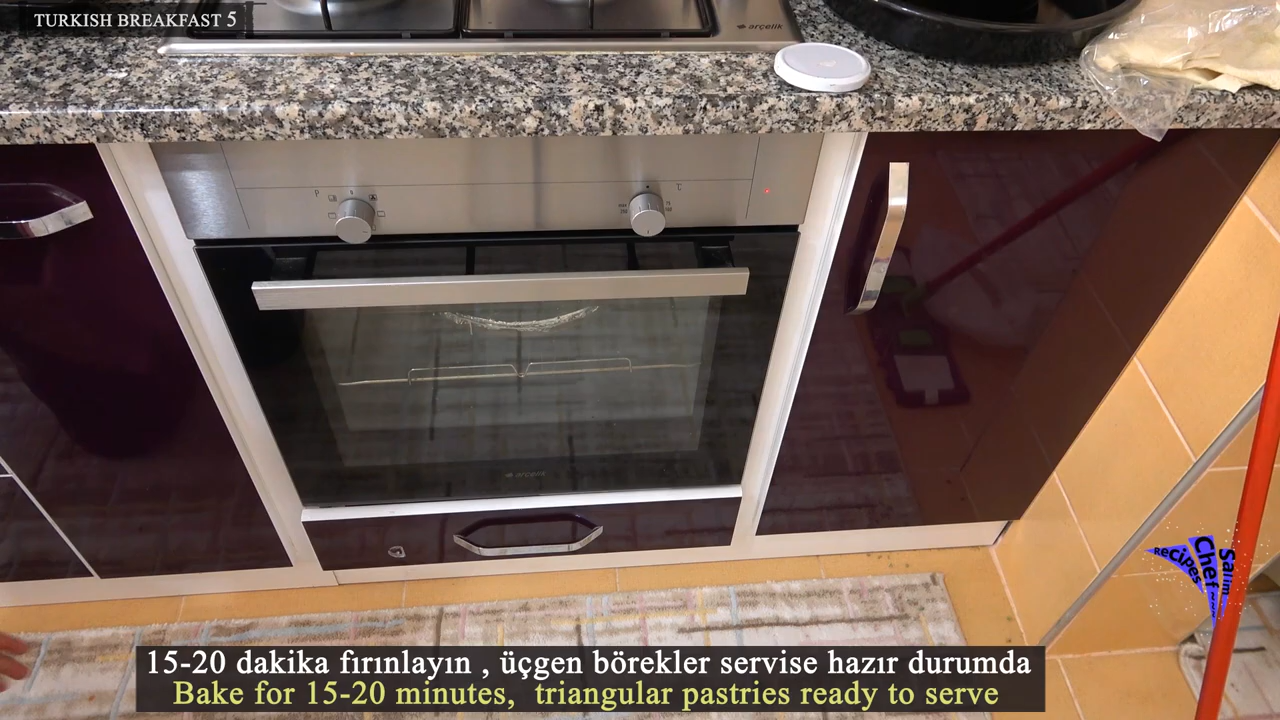 TURKISH BREAKFAST 5
arçelik
arçelik
Salim
Chef
Recipes
15-20 dakika fırınlayın , üçgen börekler servise hazır durumda
Bake for 15-20 minutes,  triangular pastries ready to serve